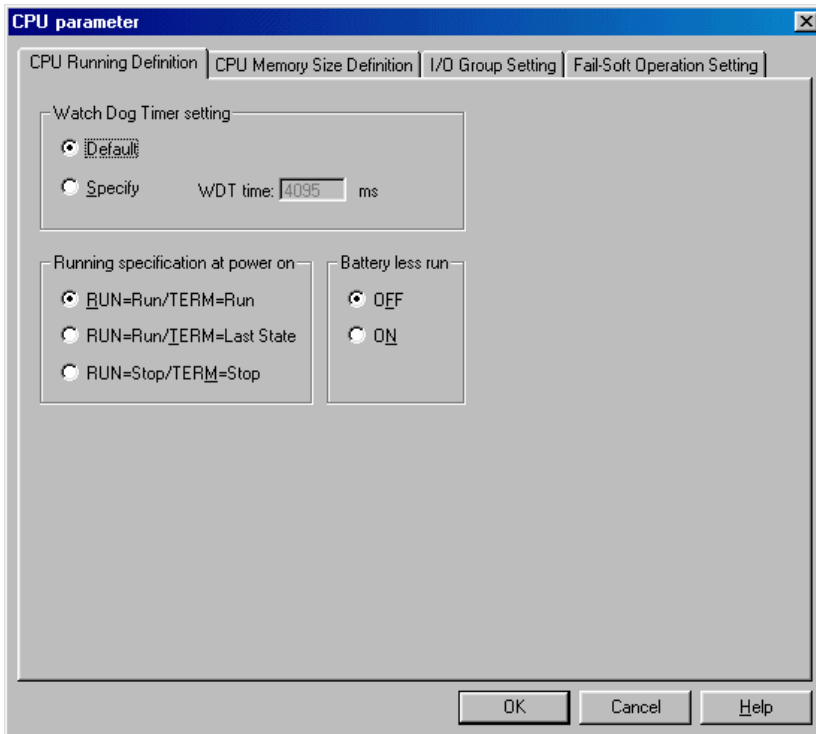 CPU parameter
CPU Running Definition
CPU Memory Size Definition
I/O Group Setting
Fail-Soft Operation Setting
Watch Dog Timer setting
Default
Specify
WDT time: 4095 ms
Running specification at power on
RUN=Run/TERM=Run
RUN=Run/TERM=Last State
RUN=Stop/TERM=Stop
Battery less run
OFF
ON
OK
Cancel
Help